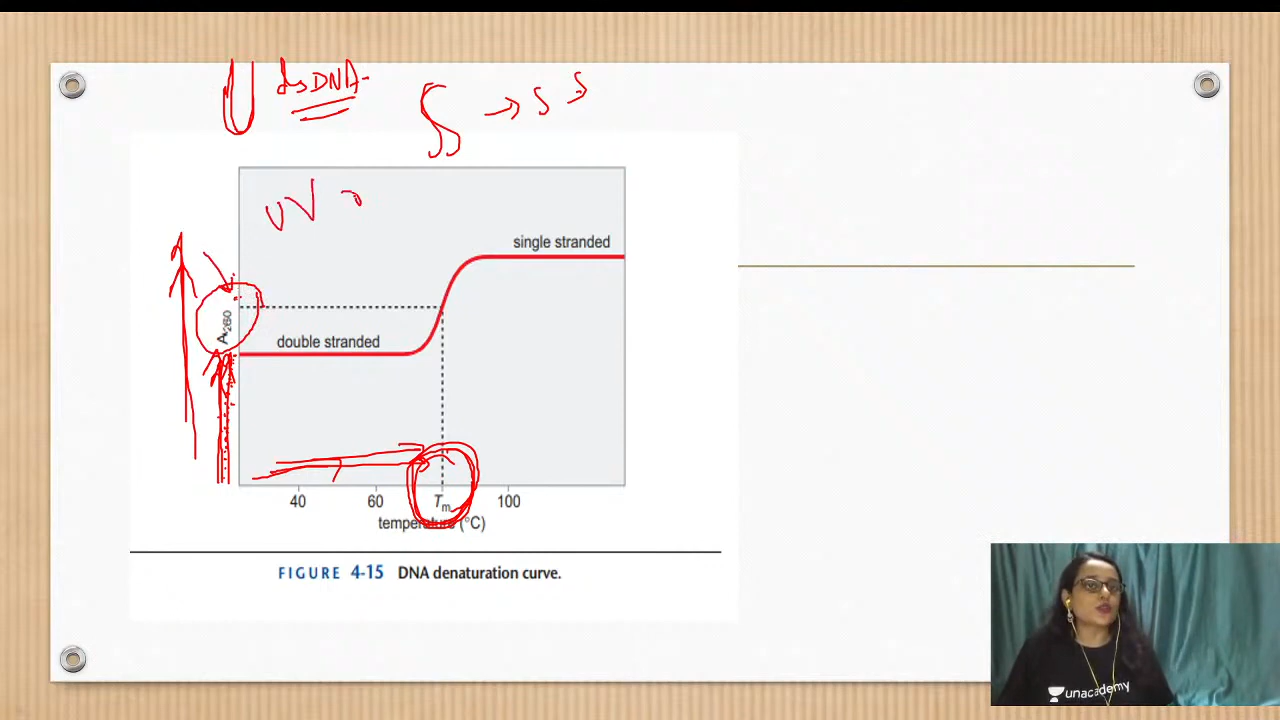 dsDNA
UV
single stranded
A260
double stranded
40 60 Tm 100
temperature (°C)
FIGURE 4-15 DNA denaturation curve.
unacademy